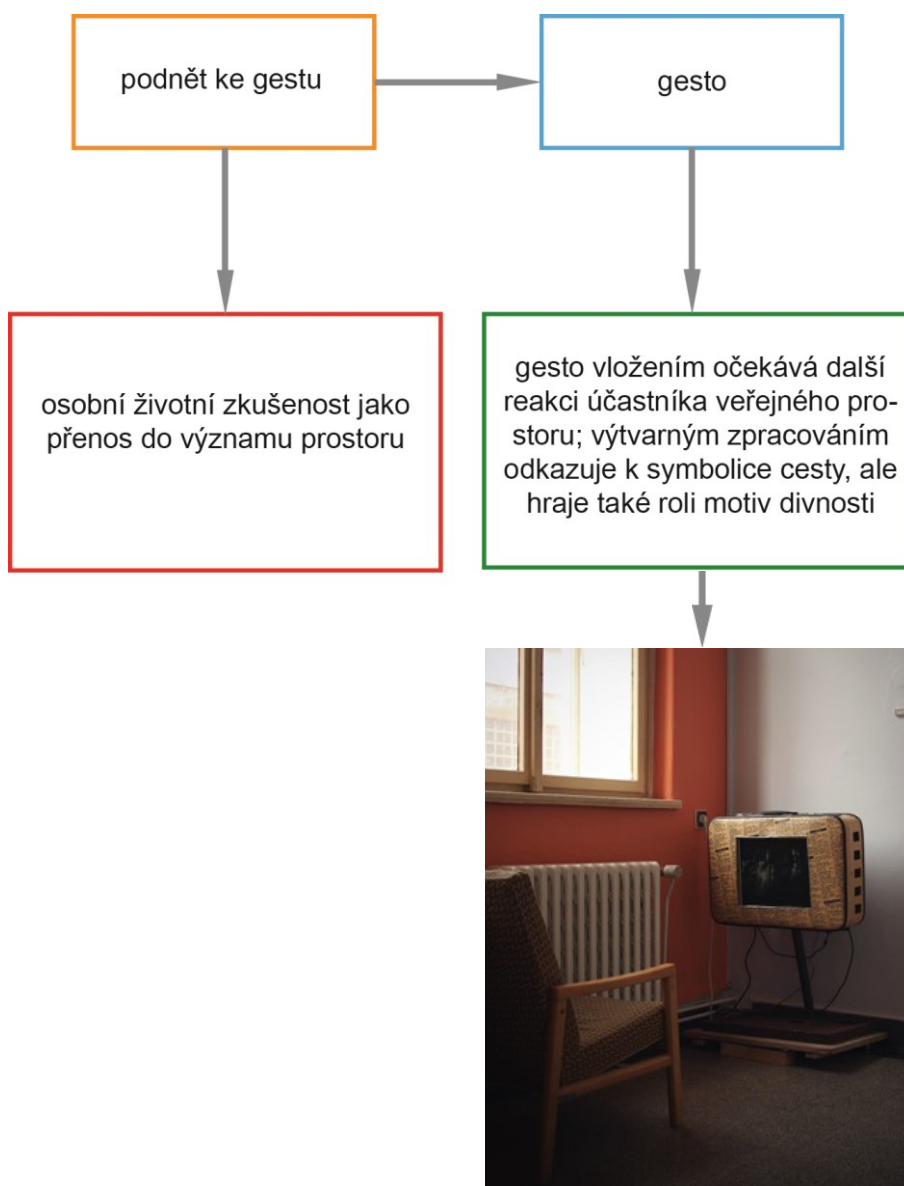 podnět ke gestu
gesto
osobní životní zkušenost jako
přenos do významu prostoru
gesto vložením očekává další
reakci účastníka veřejného pro-
storu; výtvarným zpracováním
odkazuje k symbolice cesty, ale
hraje také roli motiv divnosti